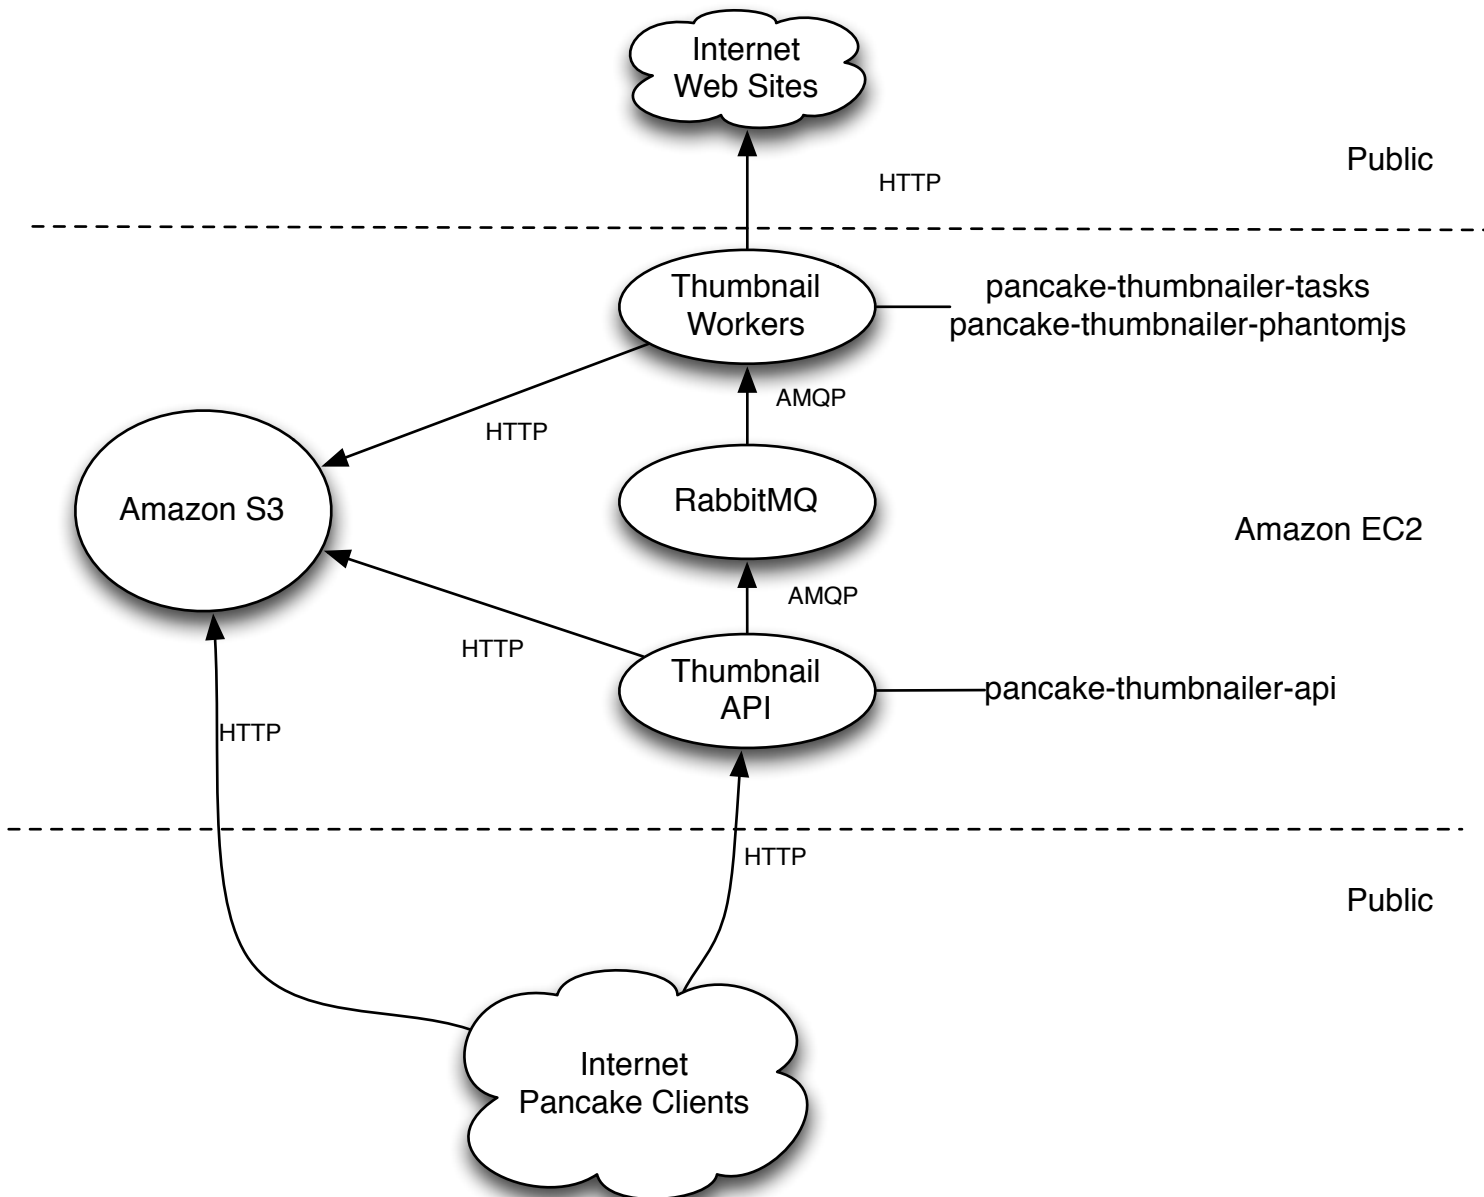 Internet
Web Sites
Public
HTTP
Thumbnail
Workers
pancake-thumbnailer-tasks
pancake-thumbnailer-phantomjs
AMQP
HTTP
Amazon S3
RabbitMQ
Amazon EC2
AMQP
HTTP
Thumbnail
API
pancake-thumbnailer-api
HTTP
HTTP
Public
Internet
Pancake Clients